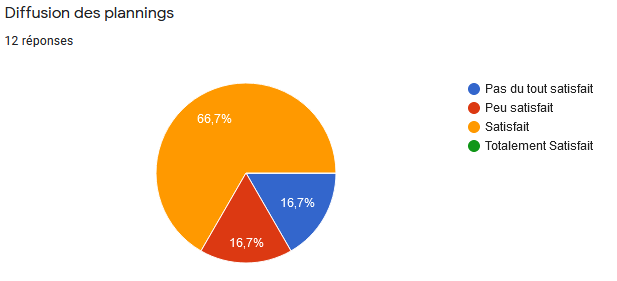 Diffusion des plannings
12 réponses
Pas du tout satisfait
Peu satisfait
Satisfait
Totalement Satisfait
66,7%
16,7%
16,7%